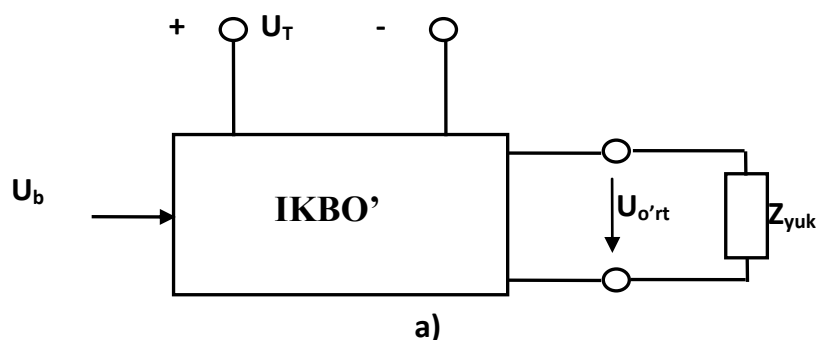 + U_T -
U_b
IKBO’
U_o’rt
Z_yuk
a)